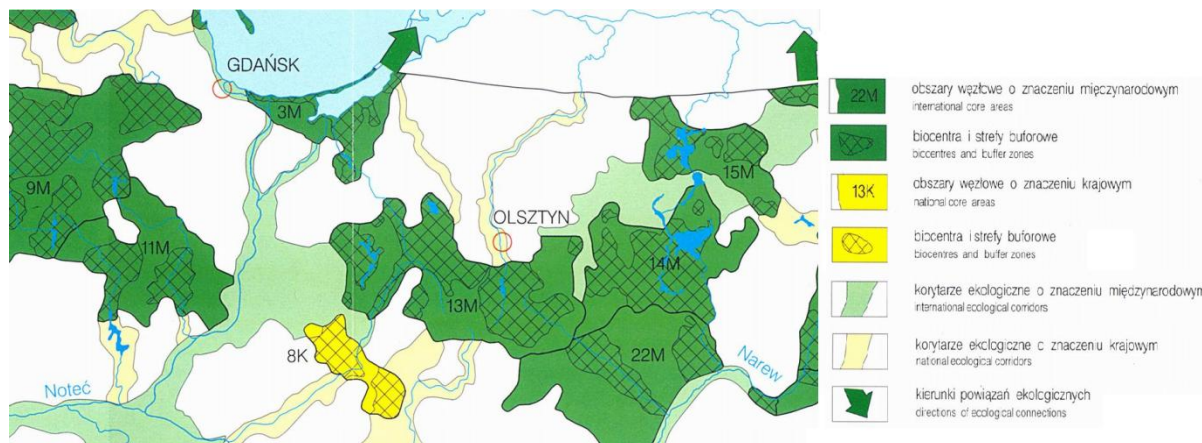 GDAŃSK
3M
9M
11M
15M
OLSZTYN
14M
13M
22M
8K
Noteć
Narew
22M
obszary węzłowe o znaczeniu mięczynarodowym
international core areas
biocentra i strefy buforowe
biocentres and buffer zones
13K
obszary węzłowe o znaczeniu krajowym
national core areas
biocentra i strefy buforowe
biocentres and buffer zones
korytarze ekologiczne o znaczeniu międzynarodowym
international ecological corridors
korytarze ekologiczne o znaczeniu krajowym
national ecological corridors
kierunki powiązań ekologicznych
directions of ecological connections